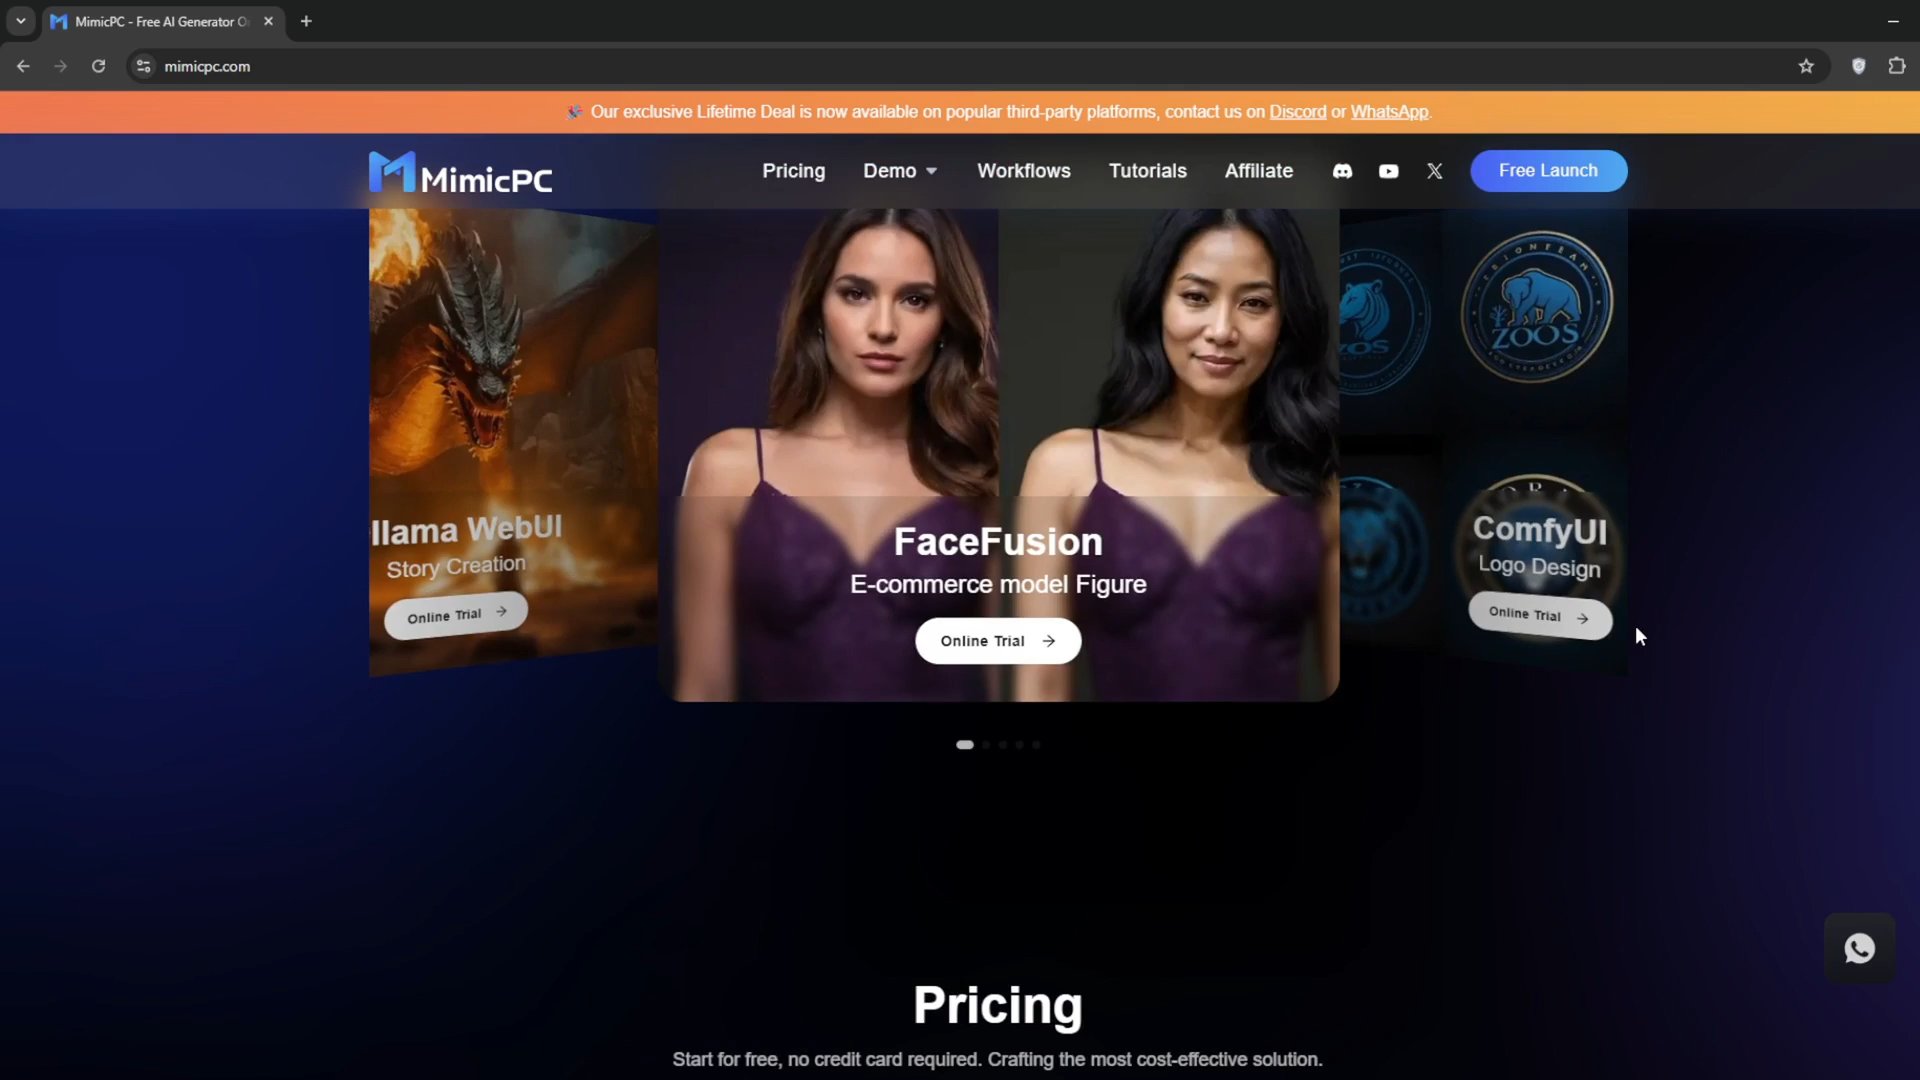 MimicPC - Free AI Generator O
mimicpc.com
Our exclusive Lifetime Deal is now available on popular third-party platforms, contact us on Discord or WhatsApp.
MimicPC
Pricing
Demo
Workflows
Tutorials
Affiliate
Free Launch
llama WebUI
Story Creation
Online Trial
FaceFusion
E-commerce model Figure
Online Trial
ZOOS
ComfyUI
Logo Design
Online Trial
Pricing
Start for free, no credit card required. Crafting the most cost-effective solution.